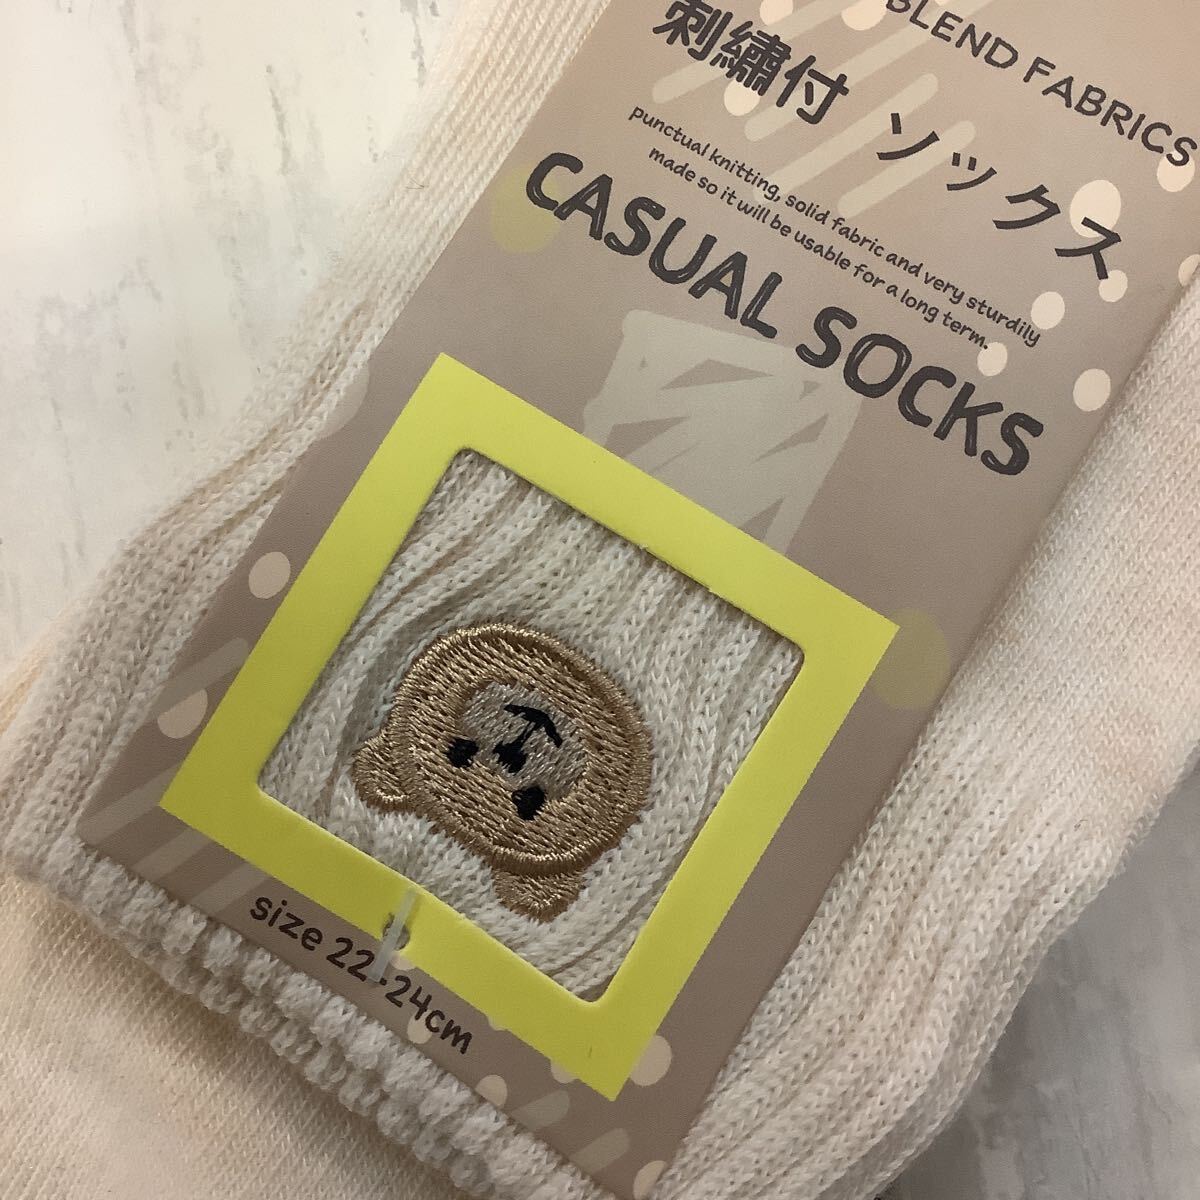 BLEND FABRICS
刺繡付 ソックス
punctual knitting, solid fabric and very sturdily
made so it will be usable for a long term.
CASUAL SOCKS
size 22-24cm